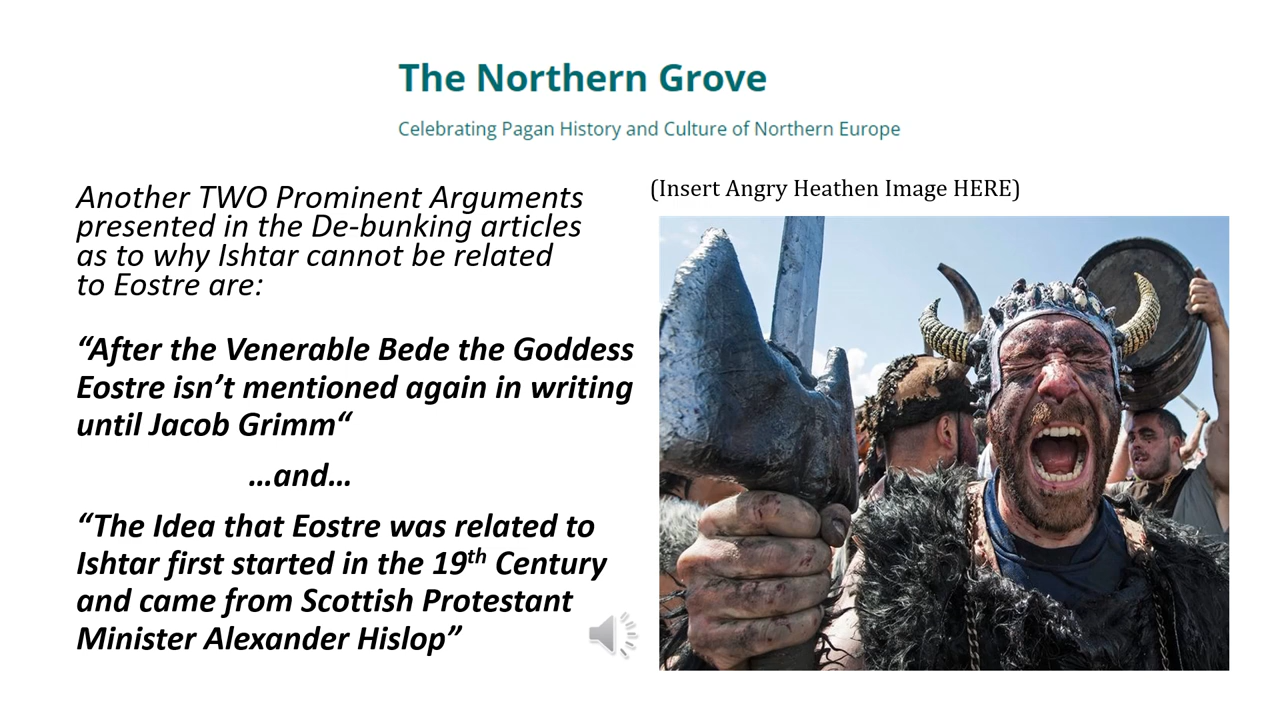 The Northern Grove
Celebrating Pagan History and Culture of Northern Europe
Another TWO Prominent Arguments
presented in the De-bunking articles
as to why Ishtar cannot be related
to Eostre are:
(Insert Angry Heathen Image HERE)
“After the Venerable Bede the Goddess
Eostre isn’t mentioned again in writing
until Jacob Grimm“
…and…
“The Idea that Eostre was related to
Ishtar first started in the 19th Century
and came from Scottish Protestant
Minister Alexander Hislop”